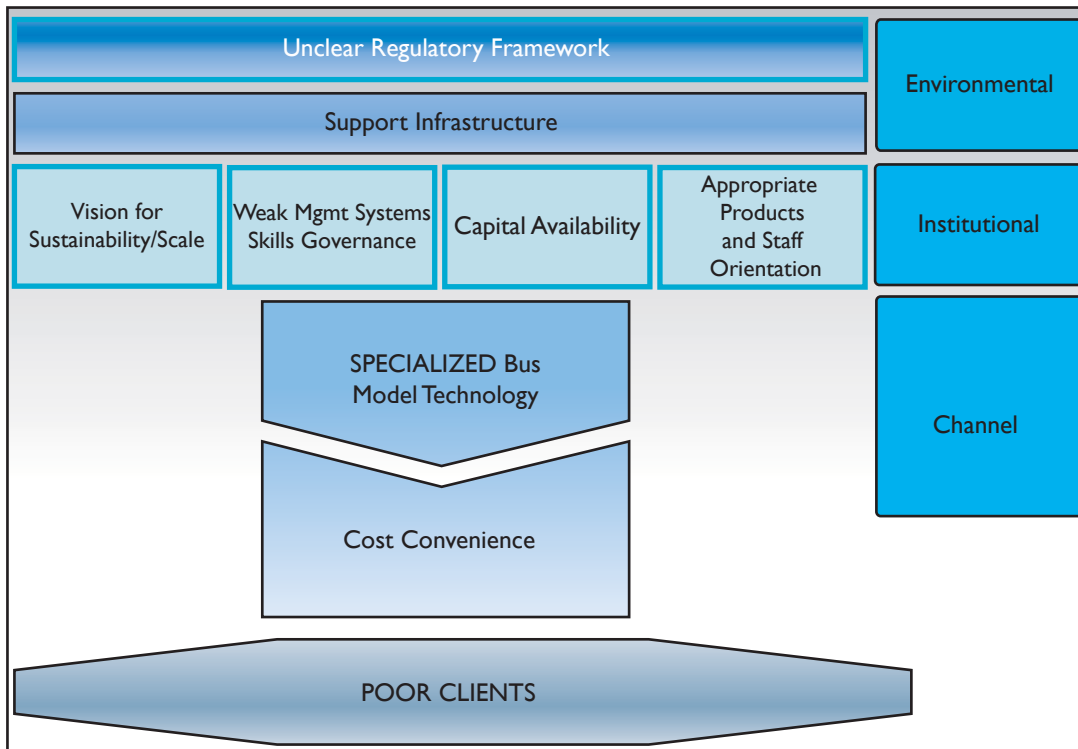 Unclear Regulatory Framework
Environmental
Support Infrastructure
Vision for
Sustainability/Scale
Weak Mgmt Systems
Skills Governance
Capital Availability
Appropriate
Products
and Staff
Orientation
Institutional
SPECIALIZED Bus
Model Technology
Channel
Cost Convenience
POOR CLIENTS